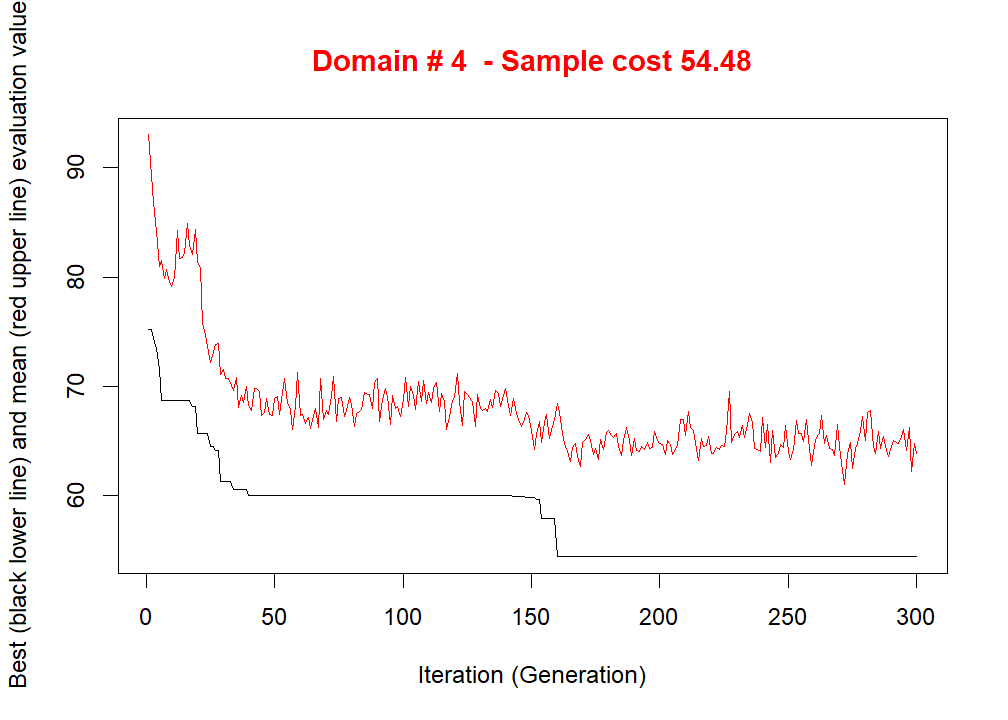 Domain # 4  - Sample cost 54.48
Best (black lower line) and mean (red upper line) evaluation value
90
80
70
60
0 50 100 150 200 250 300
Iteration (Generation)